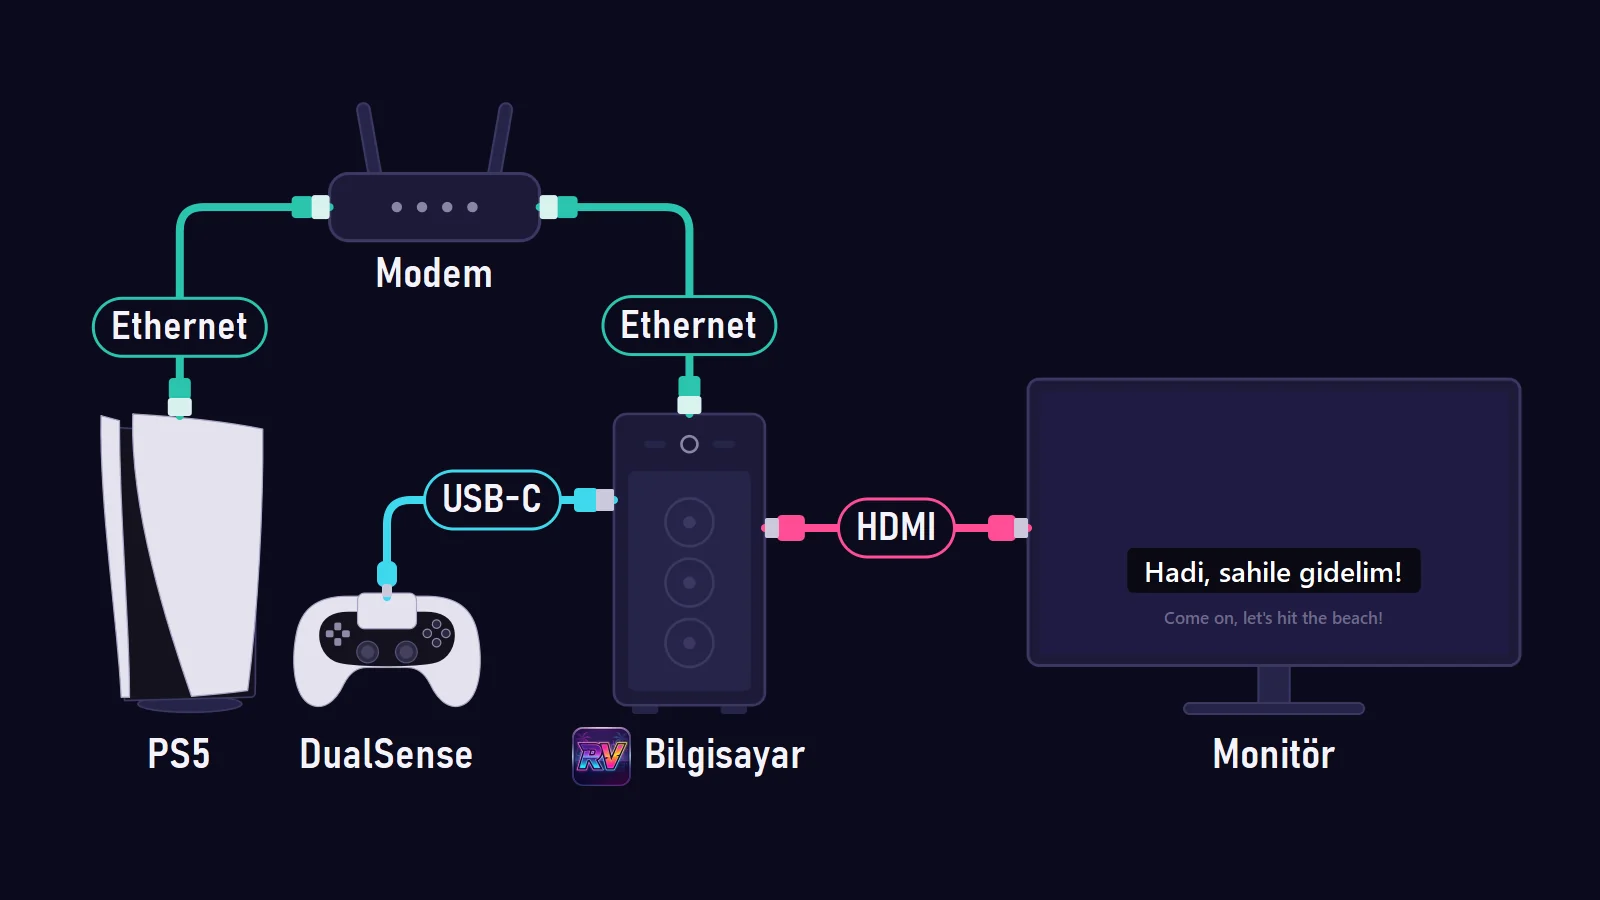 Modem
Ethernet
Ethernet
USB-C
HDMI
Hadi, sahile gidelim!
Come on, let's hit the beach!
PS5
DualSense
RV
Bilgisayar
Monitör